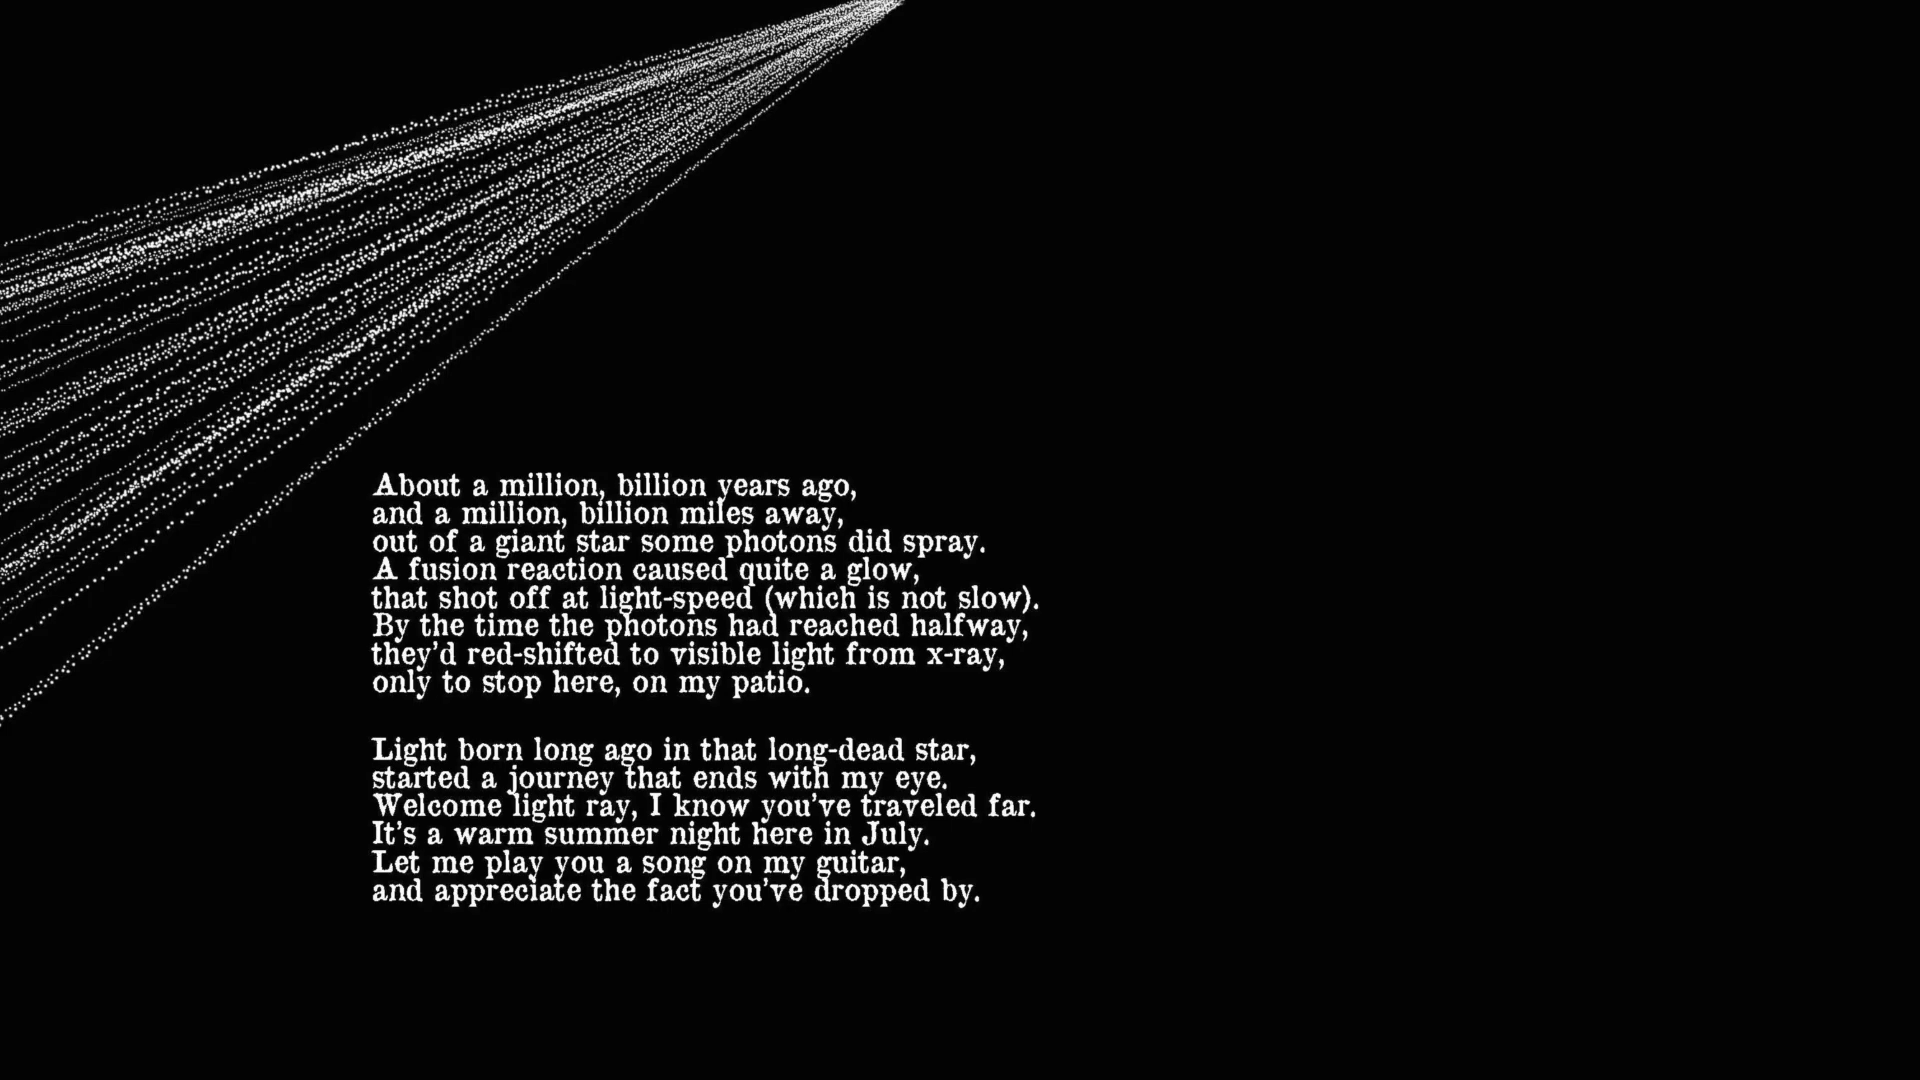 About a million, billion years ago,
and a million, billion miles away,
out of a giant star some photons did spray.
A fusion reaction caused quite a glow,
that shot off at light-speed (which is not slow).
By the time the photons had reached halfway,
they'd red-shifted to visible light from x-ray,
only to stop here, on my patio.

Light born long ago in that long-dead star,
started a journey that ends with my eye.
Welcome light ray, I know you've traveled far.
It's a warm summer night here in July.
Let me play you a song on my guitar,
and appreciate the fact you've dropped by.